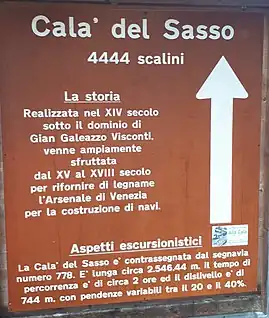 Cala' del Sasso
4444 scalini
La storia
Realizzata nel XIV secolo
sotto il dominio di
Gian Galeazzo Visconti.
venne ampiamente
sfruttata
dal XV al XVIII secolo
per rifornire di legname
l'Arsenale di Venezia
per la costruzione di navi.
Aspetti escursionistici
La Calà del Sasso e' contrassegnata dal segnavia
numero 778. E' lunga circa 2.546.44 m. il tempo di
percorrenza e' di circa 2 ore ed il dislivello e' di
744 m. con pendenze variabili tra il 20 e il 40%.